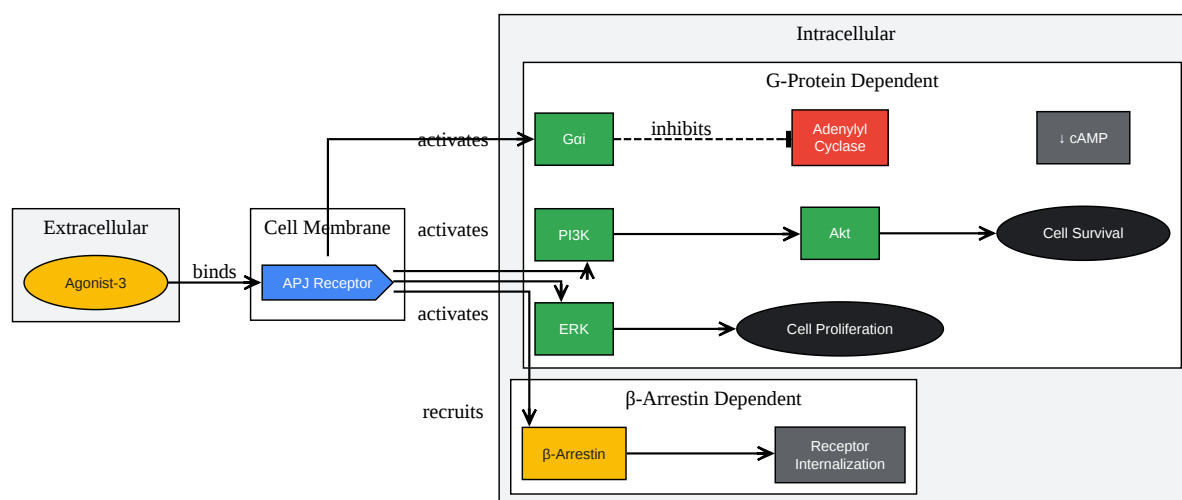 Intracellular
G-Protein Dependent
activates
Gαi
inhibits
Adenylyl
Cyclase
↓ cAMP
Extracellular
Agonist-3
binds
Cell Membrane
APJ Receptor
activates
PI3K
Akt
Cell Survival
activates
ERK
Cell Proliferation
recruits
β-Arrestin Dependent
β-Arrestin
Receptor
Internalization